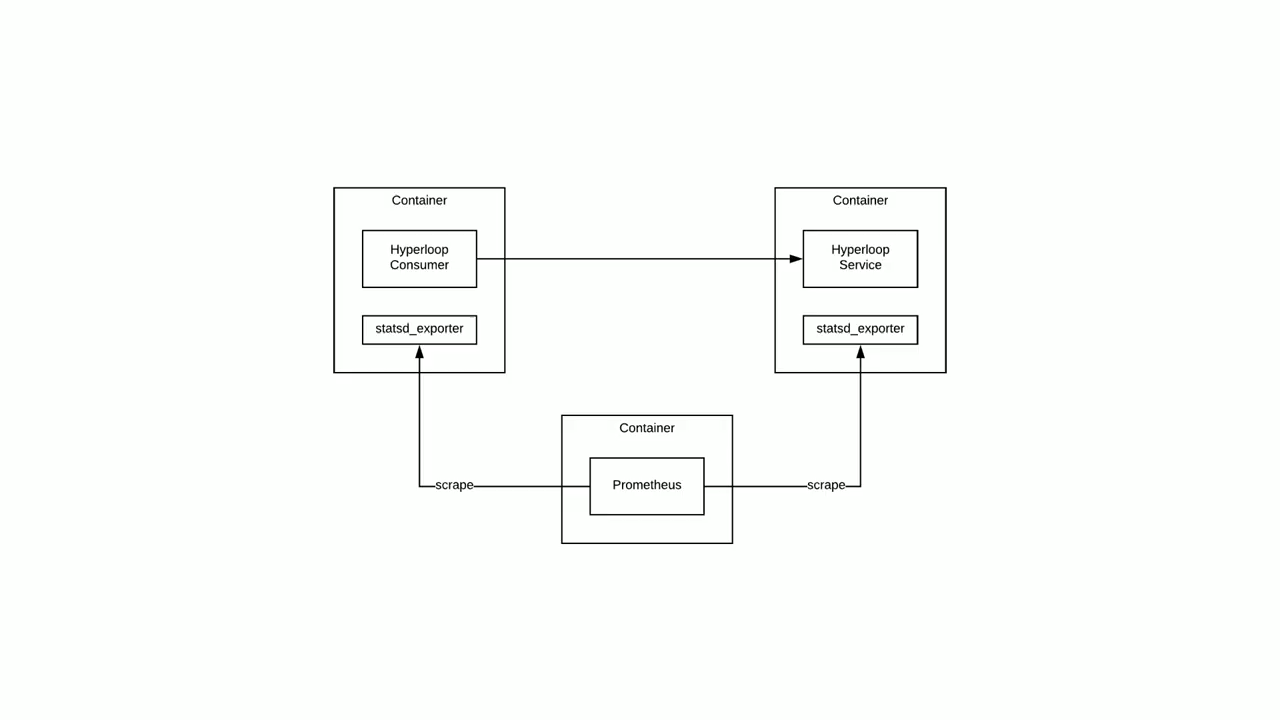 Container
Hyperloop
Consumer
statsd_exporter
Container
Hyperloop
Service
statsd_exporter
Container
Prometheus
scrape
scrape